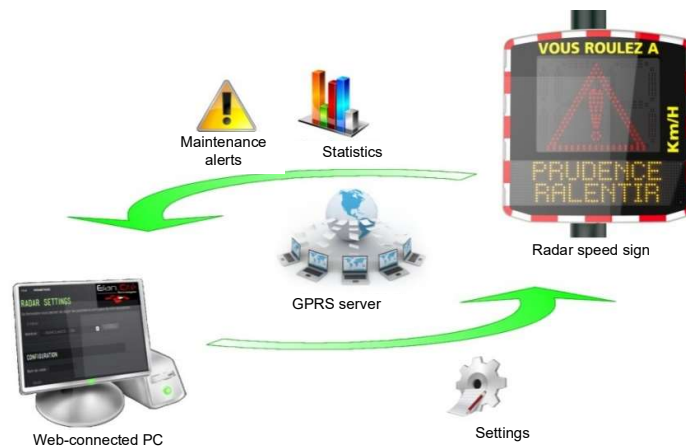 VOUS ROULEZ A
Km/H
PRUDENCE
RALENTIR
Radar speed sign
Maintenance
alerts
Statistics
GPRS server
RADAR SETTINGS
CONFIGURATION
Web-connected PC
Settings